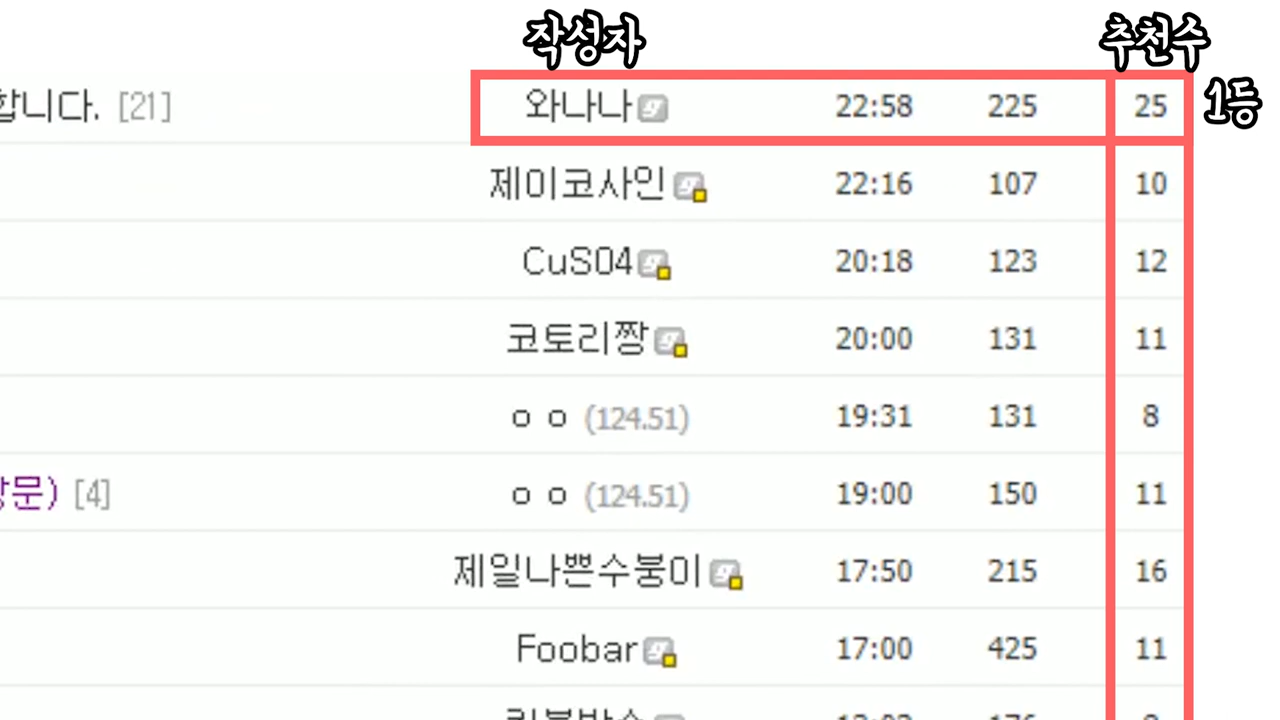 작성자 추천수
합니다. [21] 와나나 22:58 225 25 1등
제이코사인 22:16 107 10
CuS04 20:18 123 12
코토리짱 20:00 131 11
ㅇㅇ (124.51) 19:31 131 8
문) [4] ㅇㅇ (124.51) 19:00 150 11
제일나쁜수붕이 17:50 215 16
Foobar 17:00 425 11